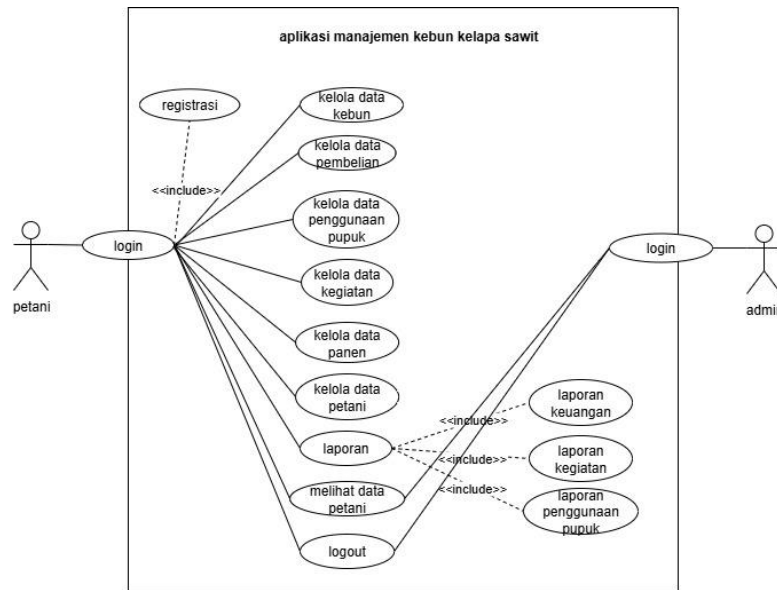 aplikasi manajemen kebun kelapa sawit
registrasi
kelola data
kebun
kelola data
pembelian
<<include>>
kelola data
penggunaan
pupuk
login
login
petani
admin
kelola data
kegiatan
kelola data
panen
kelola data
petani
laporan
<<include>>
<<include>>
<<include>>
laporan
keuangan
laporan
kegiatan
laporan
penggunaan
pupuk
melihat data
petani
logout